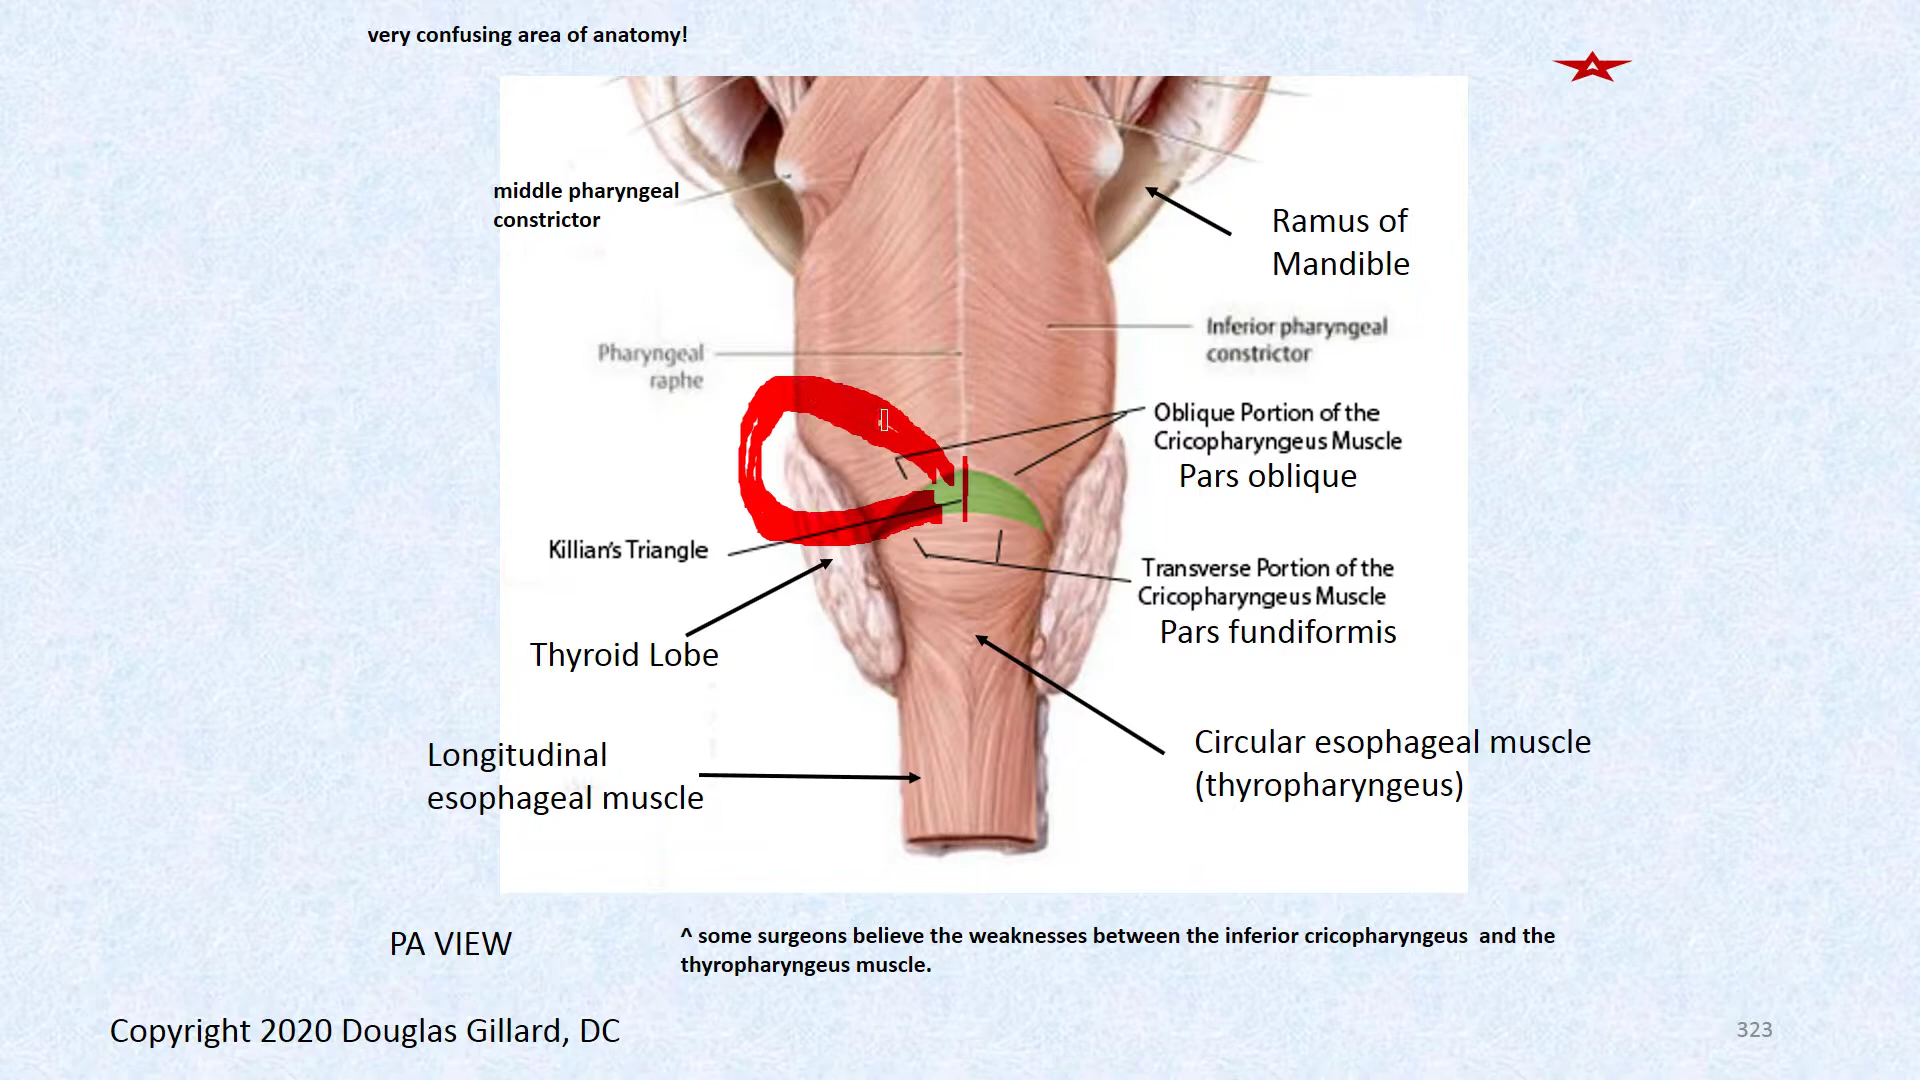 very confusing area of anatomy!
middle pharyngeal
constrictor
Ramus of
Mandible
Inferior pharyngeal
constrictor
Pharyngeal
raphe
Oblique Portion of the
Cricopharyngeus Muscle
Pars oblique
Killian's Triangle
Transverse Portion of the
Cricopharyngeus Muscle
Pars fundiformis
Thyroid Lobe
Longitudinal
esophageal muscle
Circular esophageal muscle
(thyropharyngeus)
PA VIEW
^ some surgeons believe the weaknesses between the inferior cricopharyngeus and the
thyropharyngeus muscle.
Copyright 2020 Douglas Gillard, DC
323